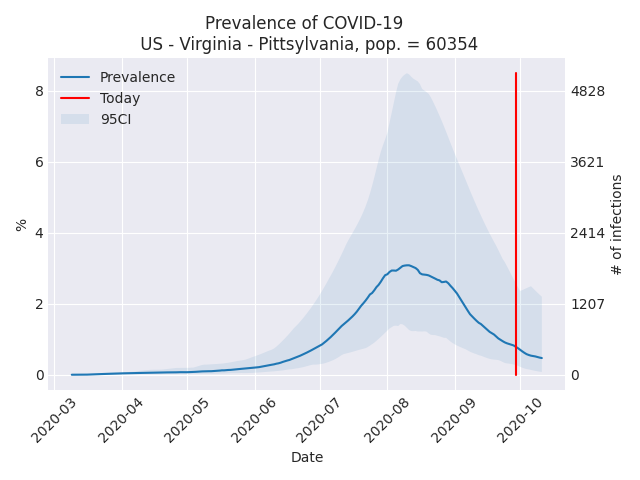 Prevalence of COVID-19
US - Virginia - Pittsylvania, pop. = 60354
Prevalence
Today
95CI
8
6
4
2
0
%
4828
3621
2414
1207
0
# of infections
2020-03
2020-04
2020-05
2020-06
2020-07
2020-08
2020-09
2020-10
Date